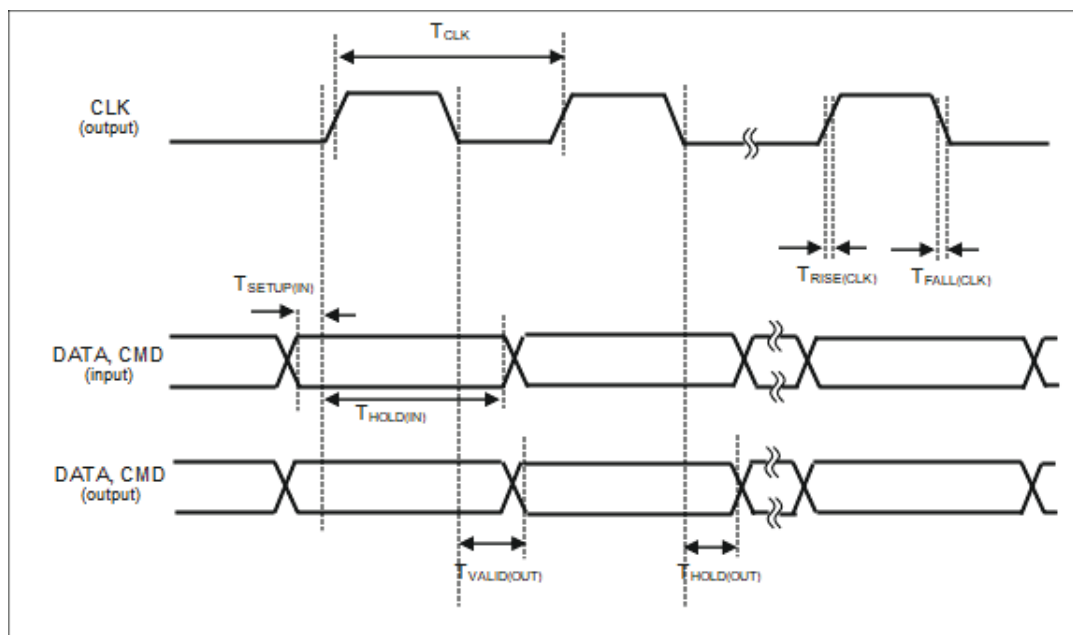 TCLK
CLK
(output)
TRISE(CLK)
TFALL(CLK)
TSETUP(IN)
DATA, CMD
(input)
THOLD(IN)
DATA, CMD
(output)
TVALID(OUT)
THOLD(OUT)